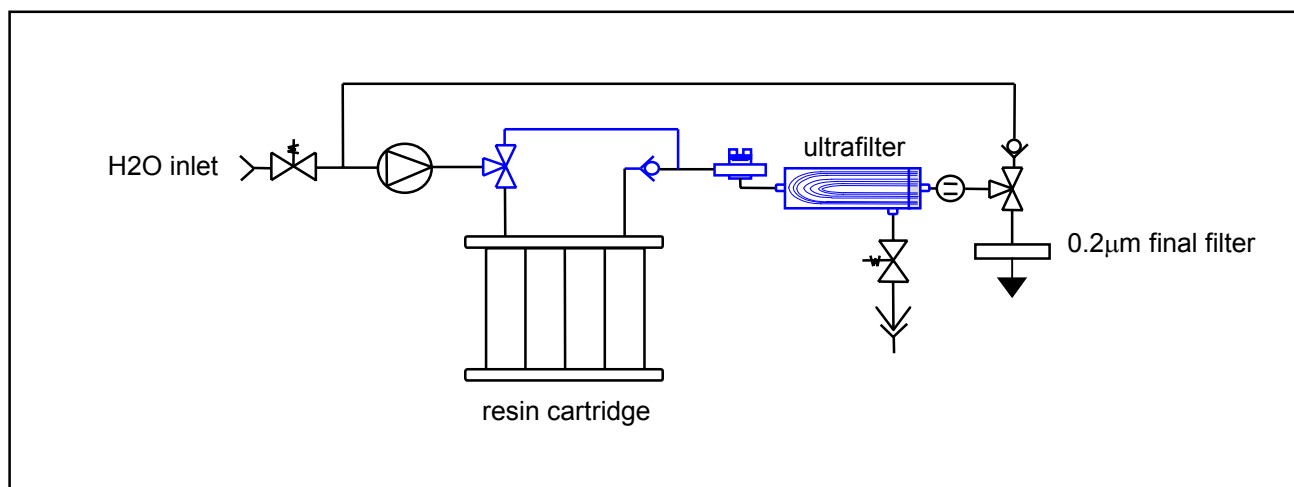 ultrafilter
H2O inlet
0.2μm final filter
resin cartridge